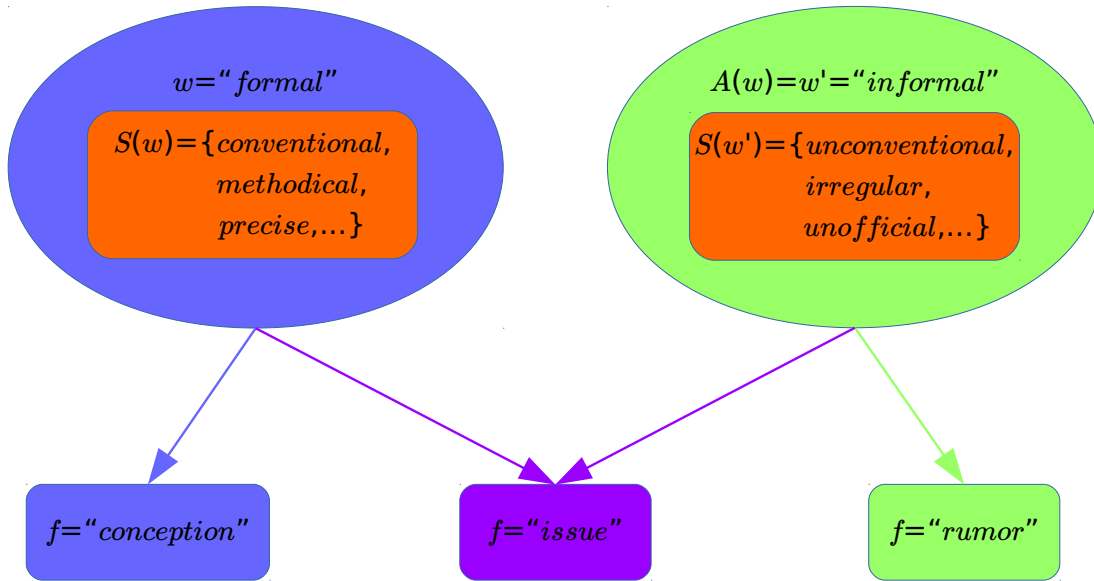 w=“formal”
S(w)={conventional,
methodical,
precise,...}
A(w)=w'=“informal”
S(w')={unconventional,
irregular,
unofficial,...}
f=“conception”
f=“issue”
f=“rumor”